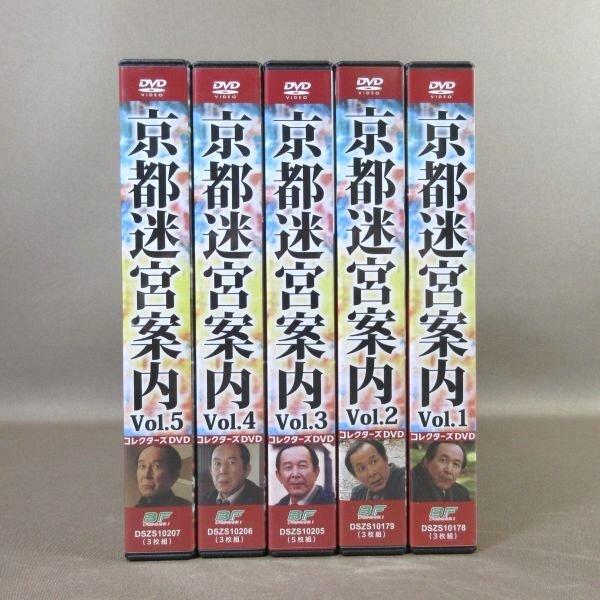 DVD
VIDEO
京都迷宮案内
Vol.5
コレクターズDVD
DSZS10207
(3枚組)
DVD
VIDEO
京都迷宮案内
Vol.4
コレクターズDVD
DSZS10206
(3枚組)
DVD
VIDEO
京都迷宮案内
Vol.3
コレクターズDVD
DSZS10205
(5枚組)
DVD
VIDEO
京都迷宮案内
Vol.2
コレクターズDVD
DSZS10179
(3枚組)
DVD
VIDEO
京都迷宮案内
Vol.1
コレクターズDVD
DSZS10178
(3枚組)